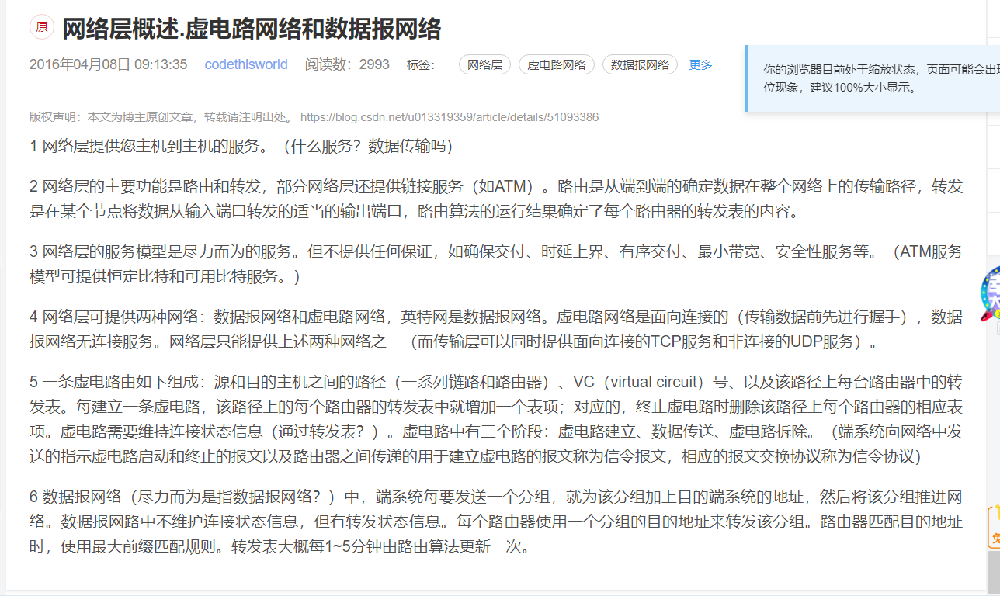 原 网络层概述.虚电路网络和数据报网络
2016年04月08日 09:13:35 codethisworld 阅读数：2993 标签： 网络层 虚电路网络 数据报网络 更多
你的浏览器目前处于缩放状态，页面可能会出现
位现象，建议100%大小显示。
版权声明：本文为博主原创文章，转载请注明出处。 https://blog.csdn.net/u013319359/article/details/51093386
1 网络层提供您主机到主机的服务。（什么服务？数据传输吗）
2 网络层的主要功能是路由和转发，部分网络层还提供链接服务（如ATM）。路由是从端到端的确定数据在整个网络上的传输路径，转发
是在某个节点将数据从输入端口转发的适当的输出端口，路由算法的运行结果确定了每个路由器的转发表的内容。
3 网络层的服务模型是尽力而为的服务。但不提供任何保证，如确保交付、时延上界、有序交付、最小带宽、安全性服务等。（ATM服务
模型可提供恒定比特和可用比特服务。）
4 网络层可提供两种网络：数据报网络和虚电路网络，英特网是数据报网络。虚电路网络是面向连接的（传输数据前先进行握手），数据
报网络无连接服务。网络层只能提供上述两种网络之一（而传输层可以同时提供面向连接的TCP服务和非连接的UDP服务）。
5 一条虚电路由如下组成：源和目的主机之间的路径（一系列链路和路由器）、VC（virtual circuit）号、以及该路径上每台路由器中的转
发表。每建立一条虚电路，该路径上的每个路由器的转发表中就增加一个表项；对应的，终止虚电路时删除该路径上每个路由器的相应表
项。虚电路需要维持连接状态信息（通过转发表？）。虚电路中有三个阶段：虚电路建立、数据传送、虚电路拆除。（端系统向网络中发
送的指示虚电路启动和终止的报文以及路由器之间传递的用于建立虚电路的报文称为信令报文，相应的报文交换协议称为信令协议）
6 数据报网络（尽力而为是指数据报网络？）中，端系统每要发送一个分组，就为该分组加上目的端系统的地址，然后将该分组推进网
络。数据报网路中不维护连接状态信息，但有转发状态信息。每个路由器使用一个分组的目的地址来转发该分组。路由器匹配目的地址
时，使用最大前缀匹配规则。转发表大概每1~5分钟由路由算法更新一次。